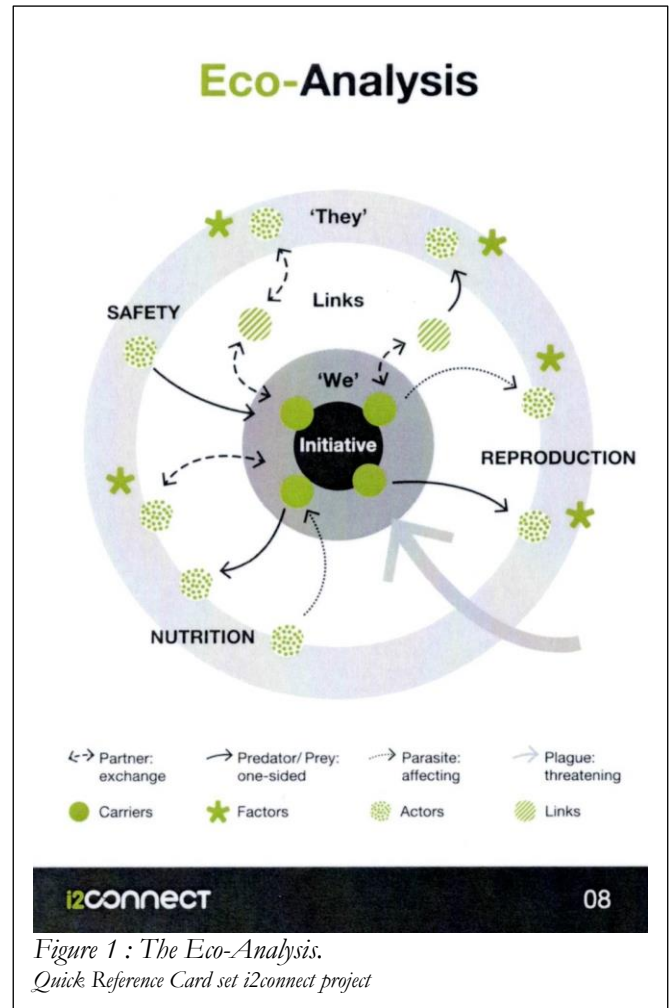 Eco-Analysis
'They'
Links
SAFETY
'We'
Initiative
REPRODUCTION
NUTRITION
Partner:
exchange
Predator/Prey:
one-sided
Parasite:
affecting
Plague:
threatening
Carriers
Factors
Actors
Links
i2connect
08
Figure 1 : The Eco-Analysis.
Quick Reference Card set i2connect project